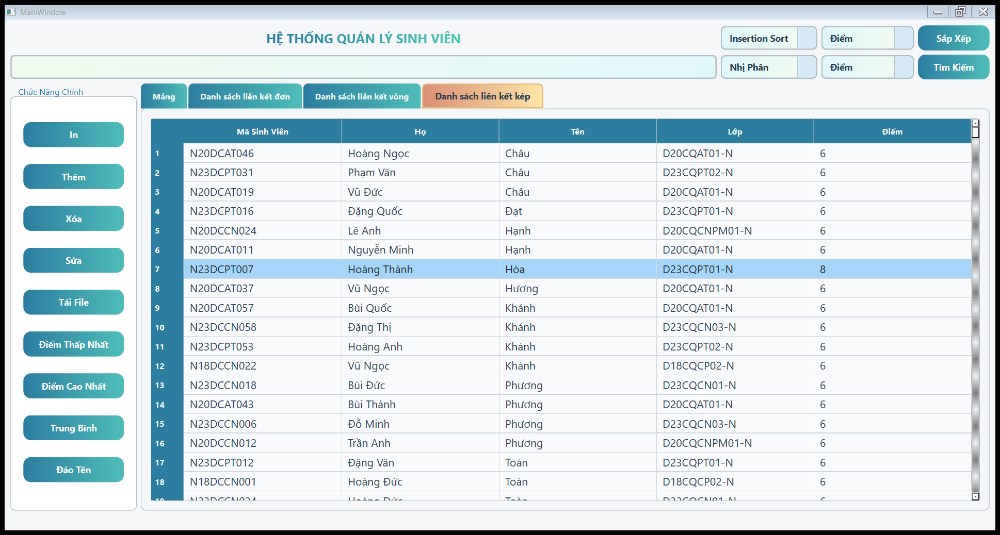 MainWindow
HỆ THỐNG QUẢN LÝ SINH VIÊN
Insertion Sort
Điểm
Sắp Xếp
Nhị Phân
Điểm
Tìm Kiếm
Chức Năng Chính
In
Thêm
Xóa
Sửa
Tải File
Điểm Thấp Nhất
Điểm Cao Nhất
Trung Bình
Đảo Tên
Mảng
Danh sách liên kết đơn
Danh sách liên kết vòng
Danh sách liên kết kép
Mã Sinh Viên Họ Tên Lớp Điểm
1 N20DCAT046 Hoàng Ngọc Châu D20CQAT01-N 6
2 N23DCPT031 Phạm Văn Châu D23CQPT02-N 6
3 N20DCAT019 Vũ Đức Châu D20CQAT01-N 6
4 N23DCPT016 Đặng Quốc Đạt D23CQPT01-N 6
5 N20DCCN024 Lê Anh Hạnh D20CQCNPM01-N 6
6 N20DCAT011 Nguyễn Minh Hạnh D20CQAT01-N 6
7 N23DCPT007 Hoàng Thành Hòa D23CQPT01-N 8
8 N20DCAT037 Vũ Ngọc Hương D20CQAT01-N 6
9 N20DCAT057 Bùi Quốc Khánh D20CQAT01-N 6
10 N23DCCN058 Đặng Thị Khánh D23CQCN03-N 6
11 N23DCPT053 Hoàng Anh Khánh D23CQPT02-N 6
12 N18DCCN022 Vũ Ngọc Khánh D18CQCP02-N 6
13 N23DCCN018 Bùi Đức Phương D23CQCN01-N 6
14 N20DCAT043 Bùi Thành Phương D20CQAT01-N 6
15 N23DCCN006 Đỗ Minh Phương D23CQCN03-N 6
16 N20DCCN012 Trần Anh Phương D20CQCNPM01-N 6
17 N23DCPT012 Đặng Văn Toàn D23CQPT01-N 6
18 N18DCCN001 Hoàng Đức Toàn D18CQCP02-N 6